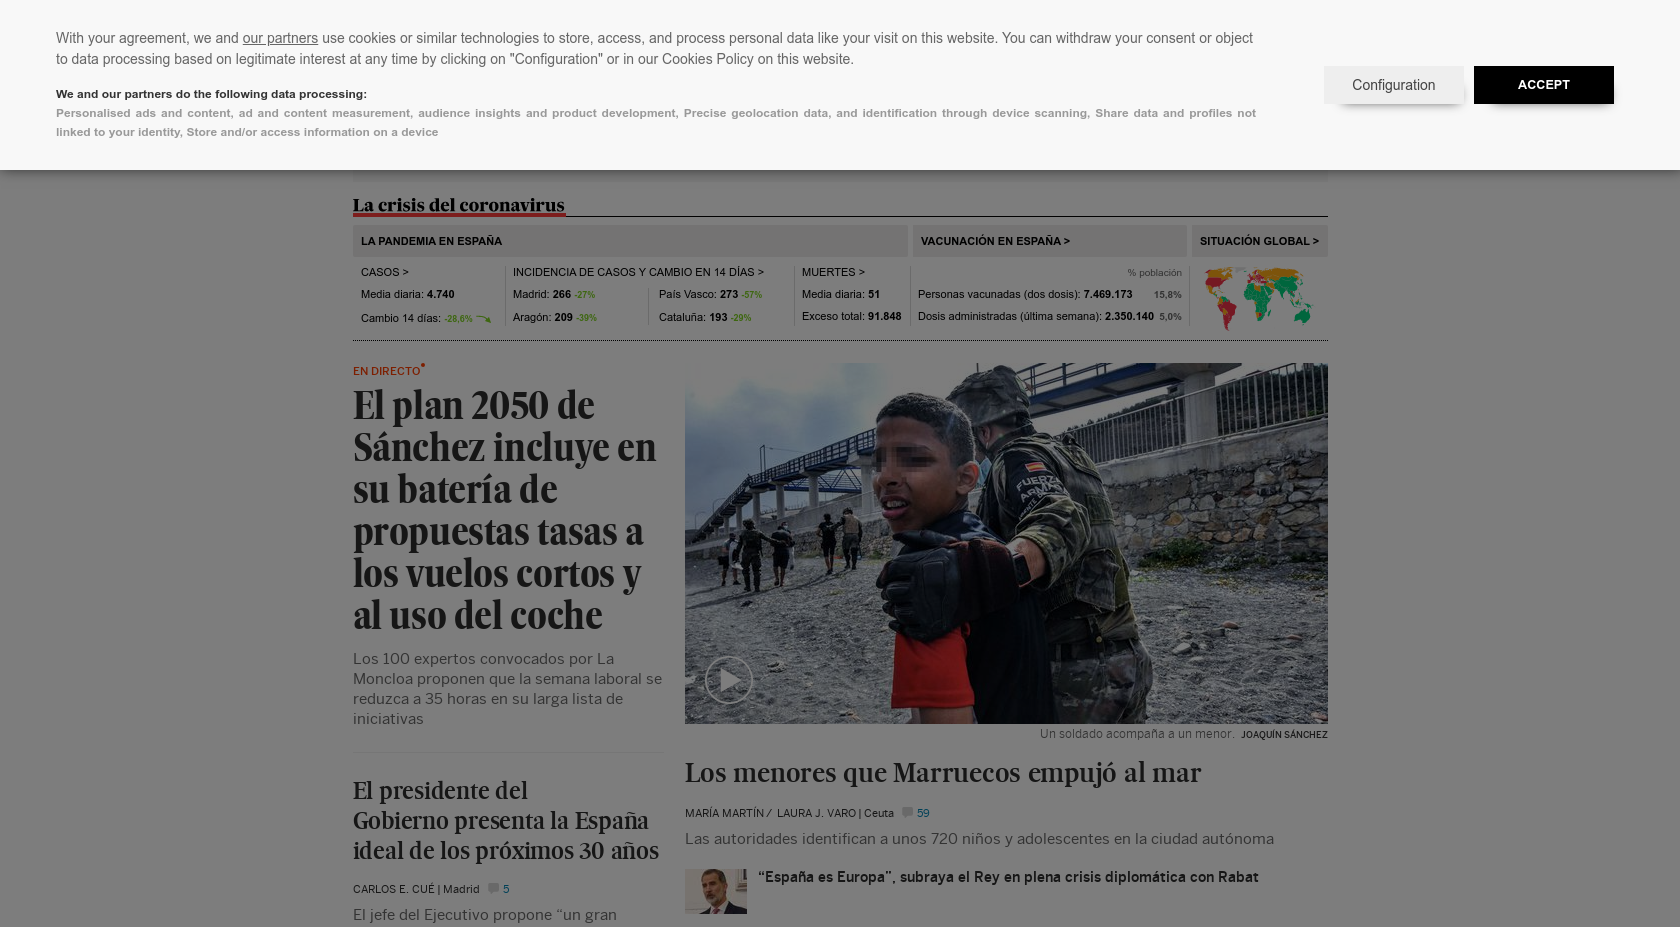 With your agreement, we and our partners use cookies or similar technologies to store, access, and process personal data like your visit on this website. You can withdraw your consent or object
to data processing based on legitimate interest at any time by clicking on "Configuration" or in our Cookies Policy on this website.
We and our partners do the following data processing:
Personalised ads and content, ad and content measurement, audience insights and product development, Precise geolocation data, and identification through device scanning, Share data and profiles not
linked to your identity, Store and/or access information on a device
Configuration
ACCEPT
La crisis del coronavirus
LA PANDEMIA EN ESPAÑA
VACUNACIÓN EN ESPAÑA >
SITUACIÓN GLOBAL >
CASOS >
Media diaria: 4.740
Cambio 14 días: -28,6%
INCIDENCIA DE CASOS Y CAMBIO EN 14 DÍAS >
Madrid: 266 -27%
País Vasco: 273 -57%
Aragón: 209 -39%
Cataluña: 193 -29%
MUERTES >
Media diaria: 51
Exceso total: 91.848
% población
Personas vacunadas (dos dosis): 7.469.173 15,8%
Dosis administradas (última semana): 2.350.140 5,0%
EN DIRECTO
El plan 2050 de
Sánchez incluye en
su batería de
propuestas tasas a
los vuelos cortos y
al uso del coche
Los 100 expertos convocados por La
Moncloa proponen que la semana laboral se
reduzca a 35 horas en su larga lista de
iniciativas
El presidente del
Gobierno presenta la España
ideal de los próximos 30 años
CARLOS E. CUÉ | Madrid 5
El jefe del Ejecutivo propone “un gran
FUERZAS
Un soldado acompaña a un menor. JOAQUÍN SÁNCHEZ
Los menores que Marruecos empujó al mar
MARÍA MARTÍN / LAURA J. VARO | Ceuta 59
Las autoridades identifican a unos 720 niños y adolescentes en la ciudad autónoma
“España es Europa”, subraya el Rey en plena crisis diplomática con Rabat